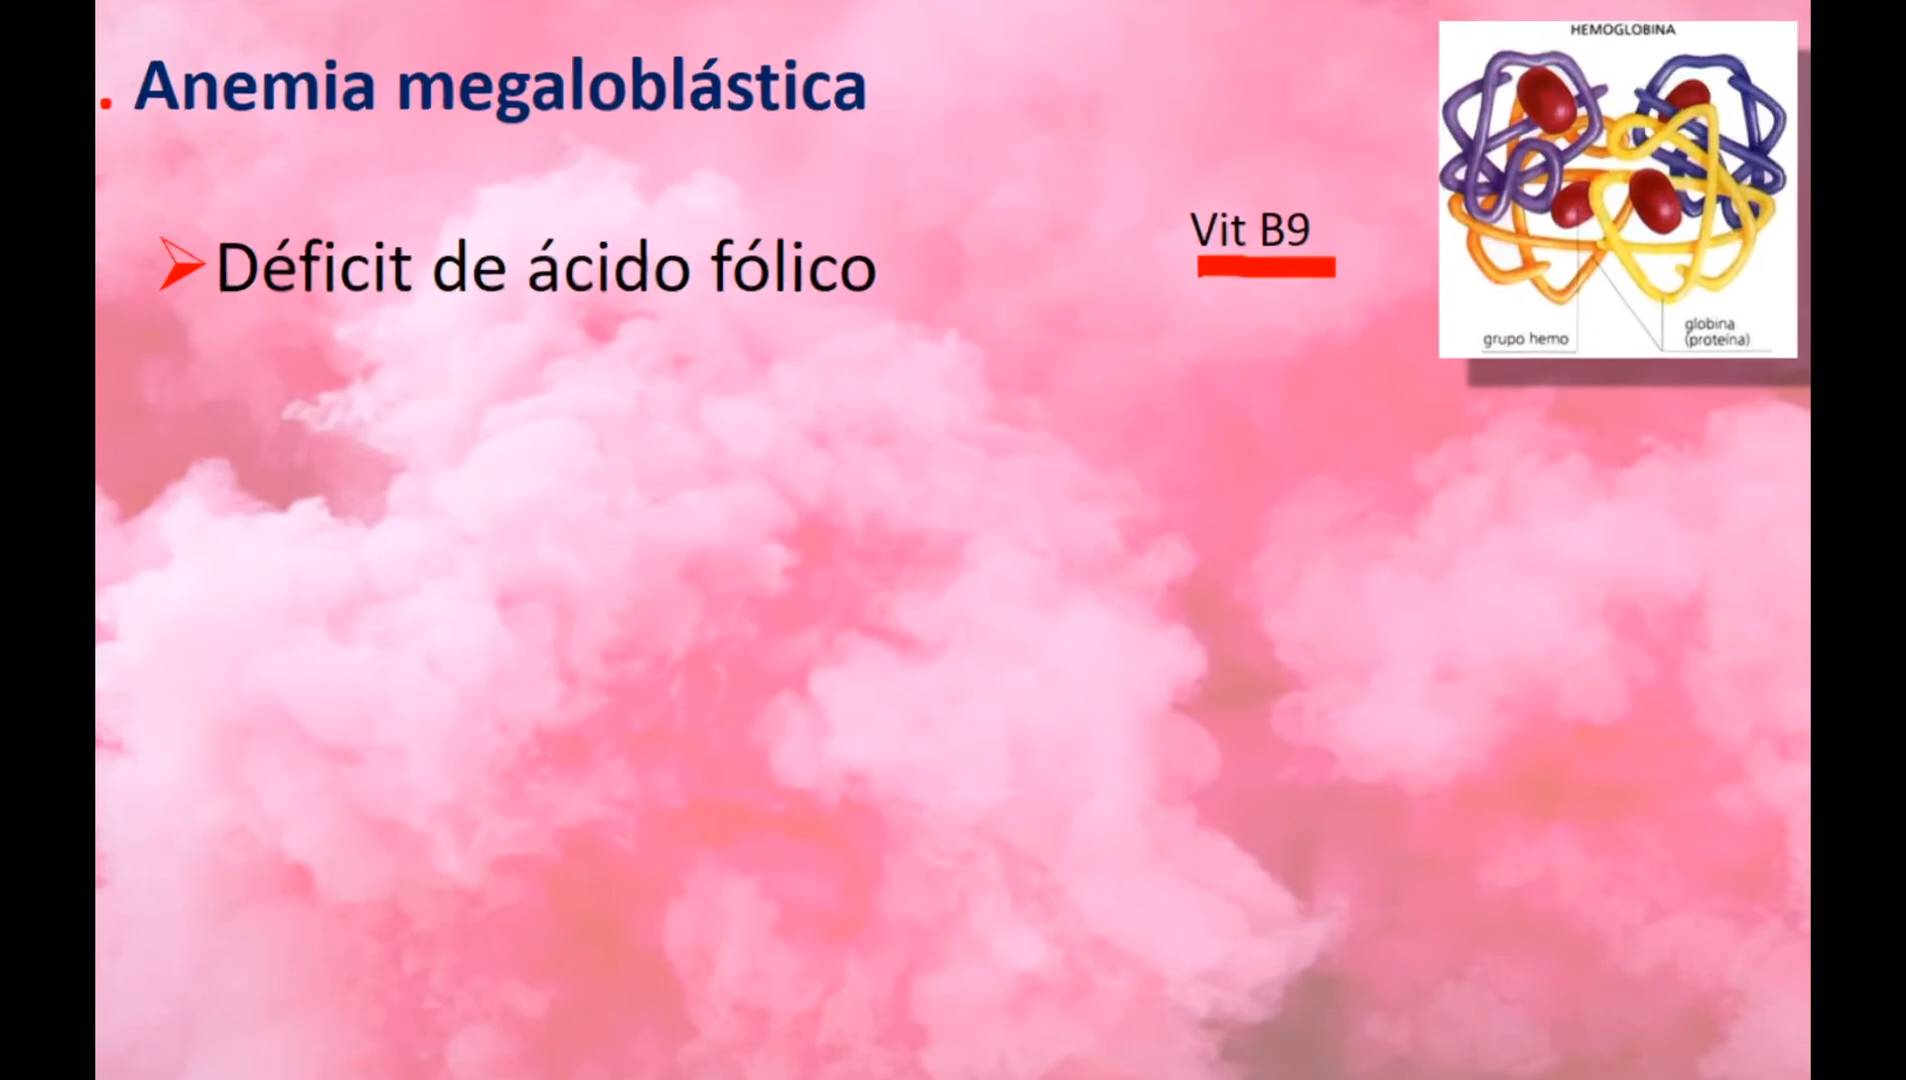 . Anemia megaloblástica
Déficit de ácido fólico
Vit B9
HEMOGLOBINA
grupo hemo
globina
(proteína)